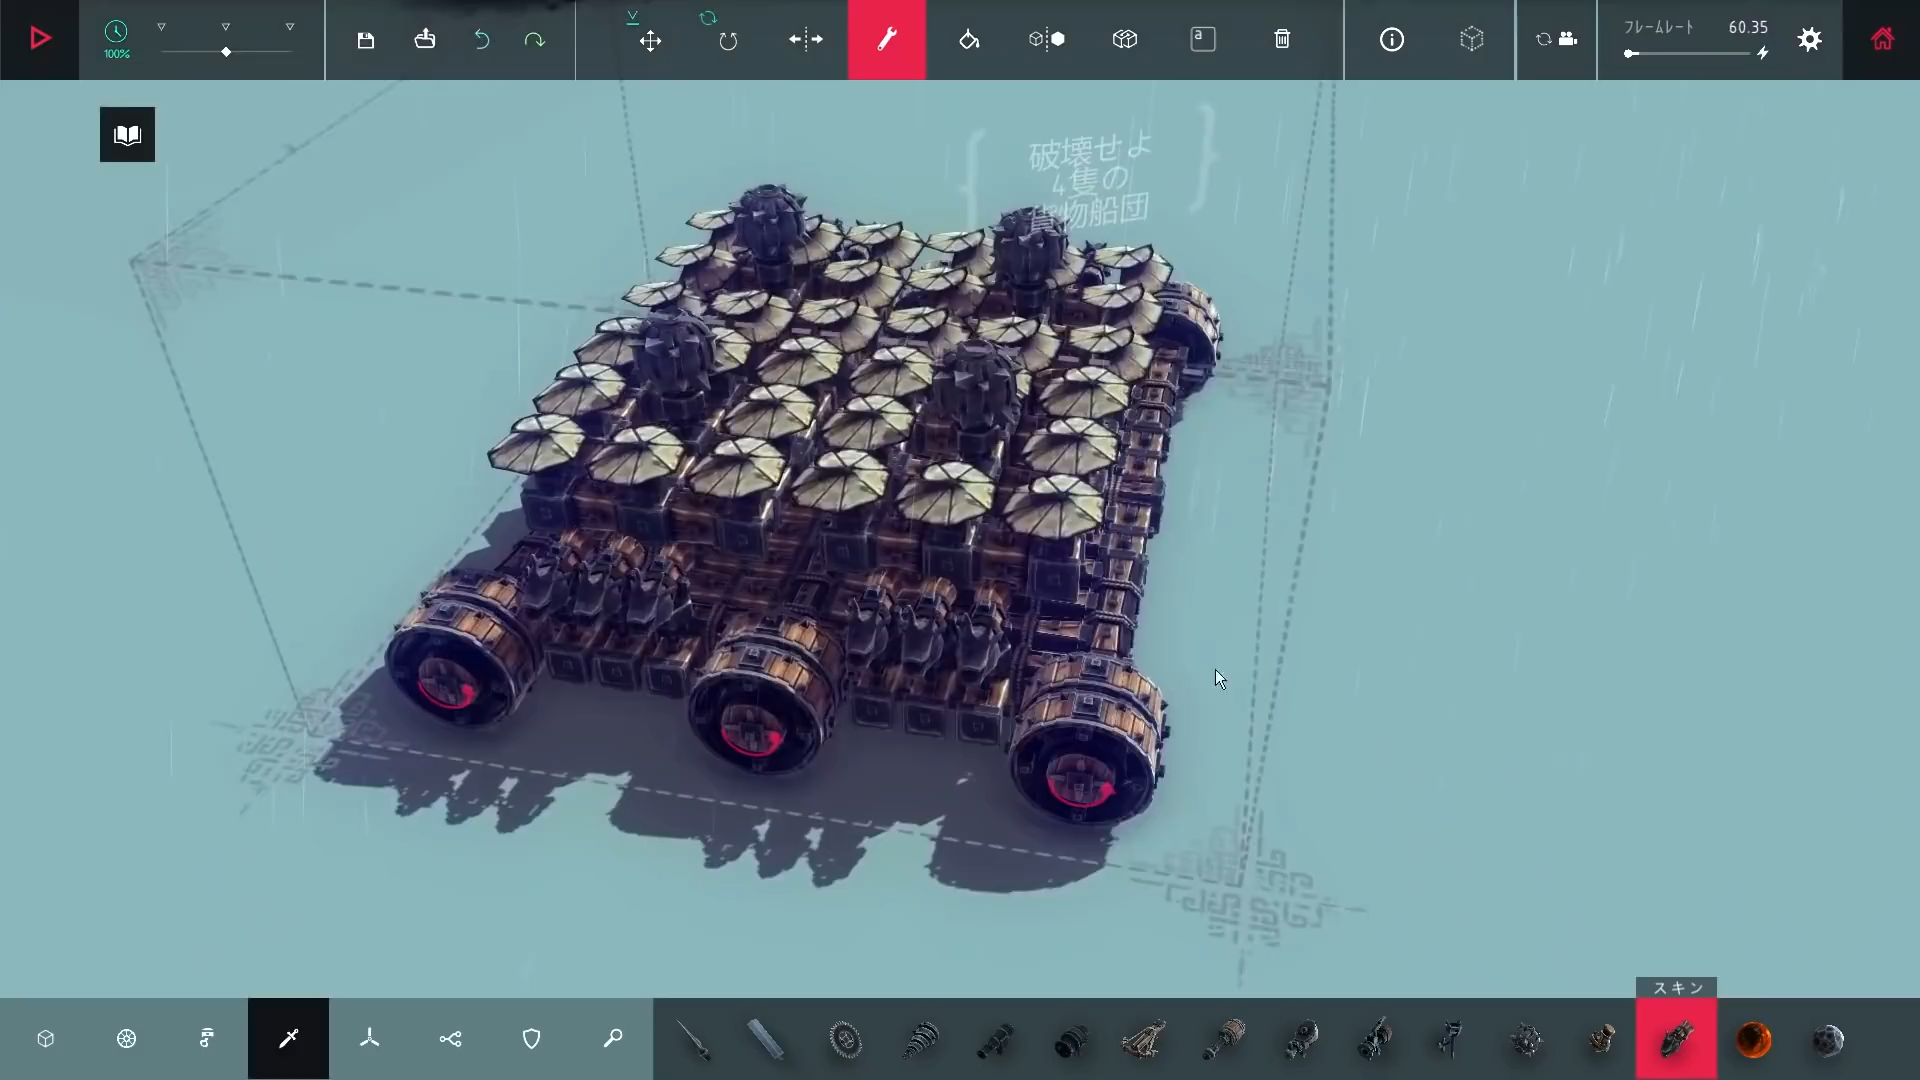 100%
フレームレート 60.35
a
破壊せよ
4隻の
貨物船団
スキン